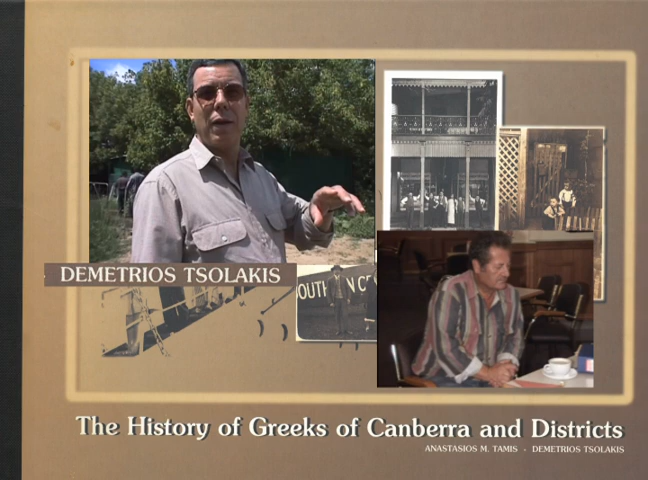 DEMETRIOS TSOLAKIS
The History of Greeks of Canberra and Districts
ANASTASIOS M. TAMIS - DEMETRIOS TSOLAKIS